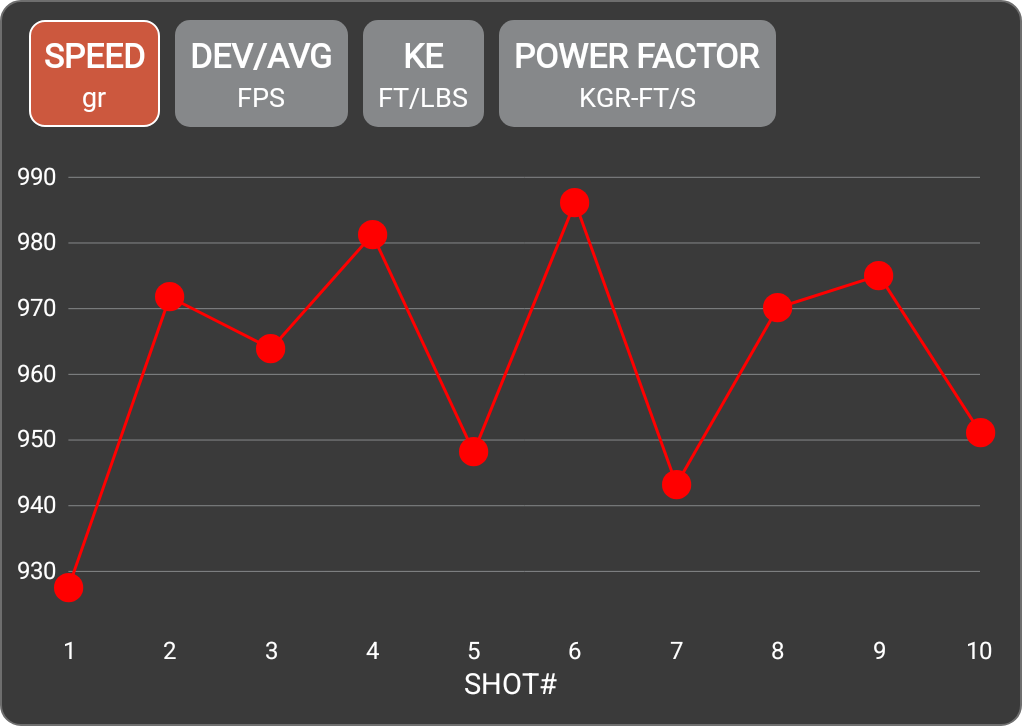 SPEED
gr
DEV/AVG
FPS
KE
FT/LBS
POWER FACTOR
KGR-FT/S
990
980
970
960
950
940
930
1 2 3 4 5 6 7 8 9 10
SHOT#